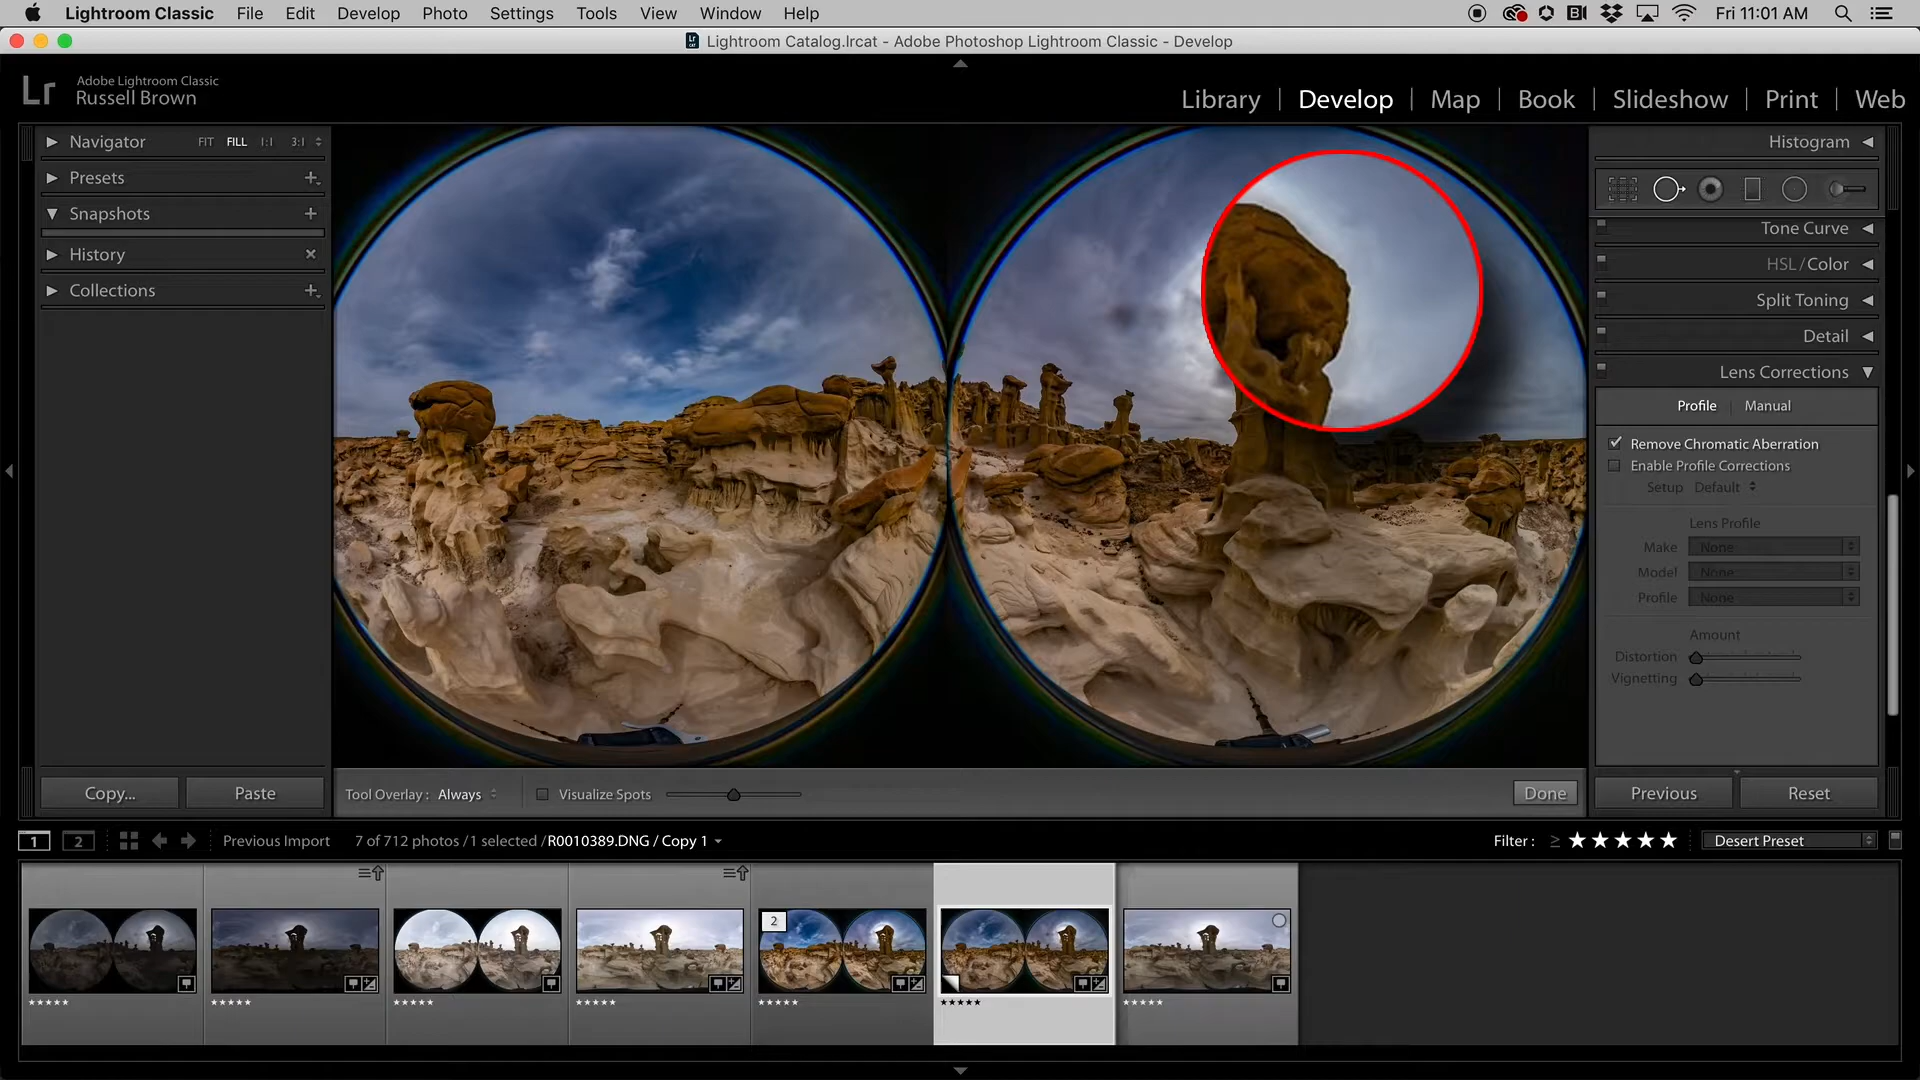 Lightroom Classic File Edit Develop Photo Settings Tools View Window Help Fri 11:01 AM
Lightroom Catalog.lrcat - Adobe Photoshop Lightroom Classic - Develop
Lr
Adobe Lightroom Classic
Russell Brown
Library | Develop | Map | Book | Slideshow | Print | Web
Navigator FIT FILL 1:1 3:1
Presets
Snapshots
History
Collections
Histogram
Tone Curve
HSL / Color
Split Toning
Detail
Lens Corrections
Profile Manual
Remove Chromatic Aberration
Enable Profile Corrections
Setup Default
Lens Profile
Make None
Model None
Profile None
Amount
Distortion
Vignetting
Copy... Paste
Tool Overlay : Always Visualize Spots Done
Previous Reset
1 2 Previous Import 7 of 712 photos / 1 selected / R0010389.DNG / Copy 1 Filter : ≥ ★★★★★ Desert Preset
2
★★★★★ ★★★★★ ★★★★★ ★★★★★ ★★★★★ ★★★★★ ★★★★★